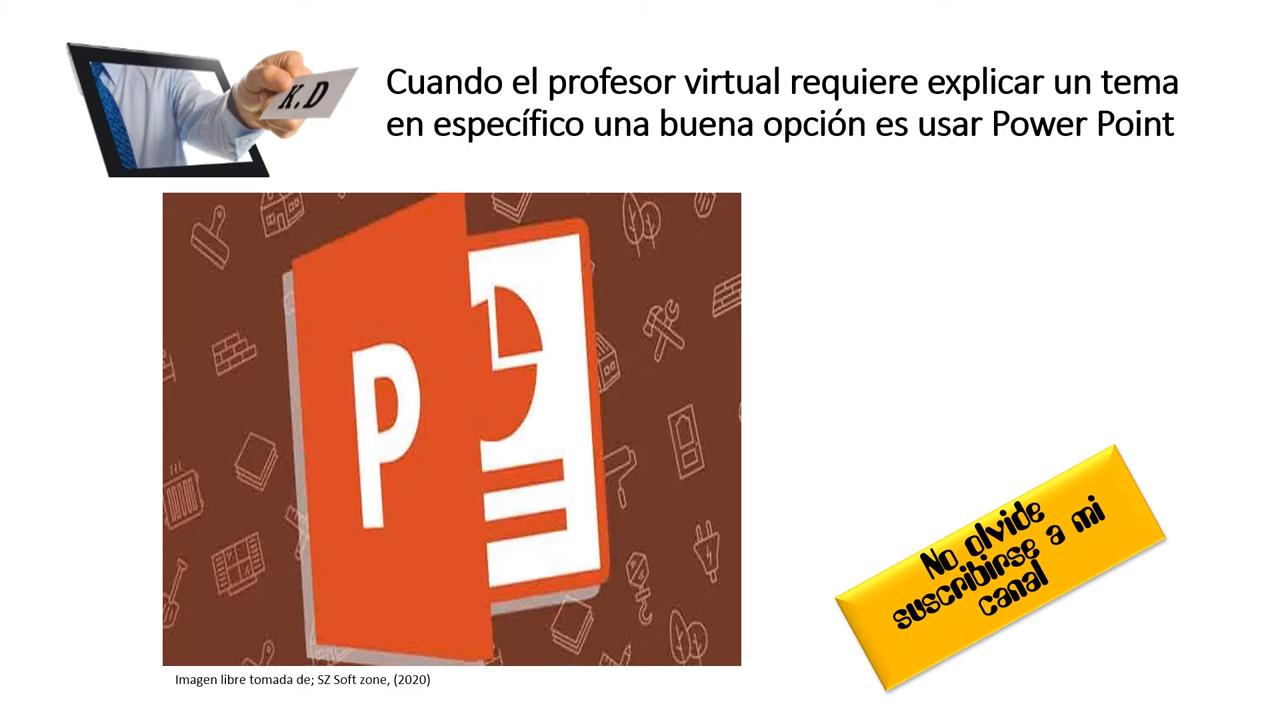 K.D
Cuando el profesor virtual requiere explicar un tema
en específico una buena opción es usar Power Point
P
No olvide
suscribirse a mi
canal
Imagen libre tomada de; SZ Soft zone, (2020)